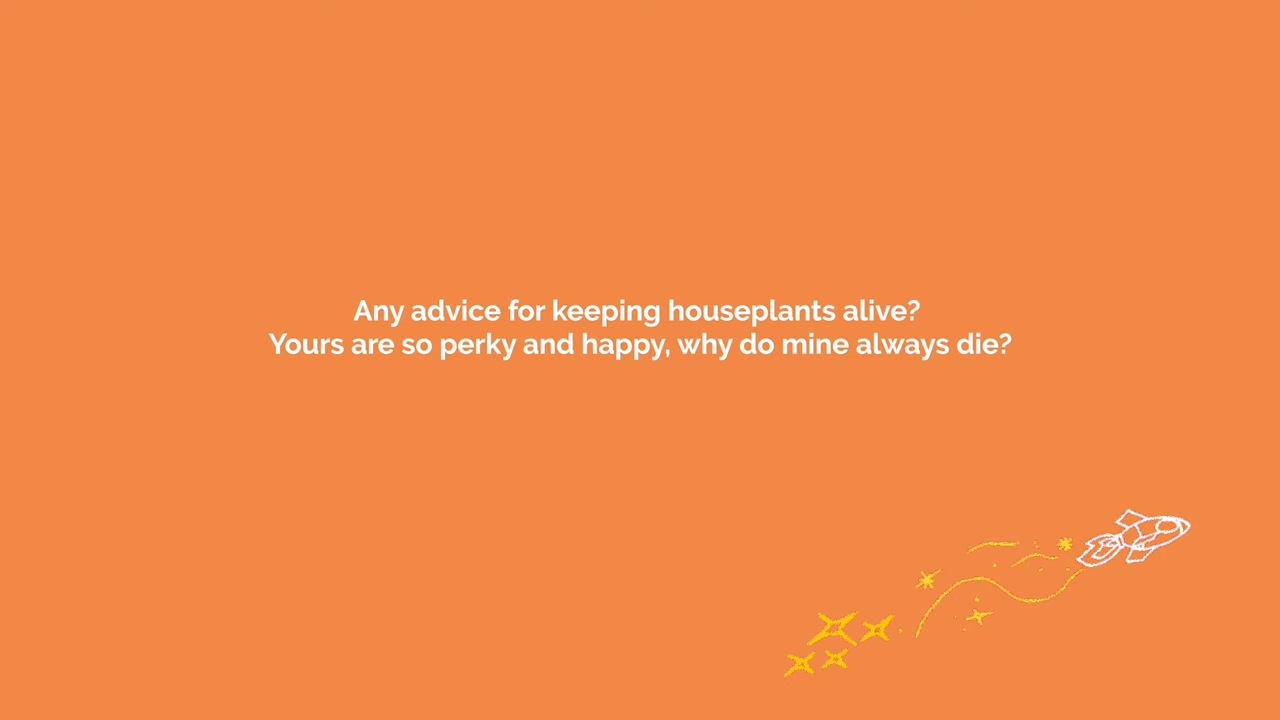 Any advice for keeping houseplants alive?
Yours are so perky and happy, why do mine always die?